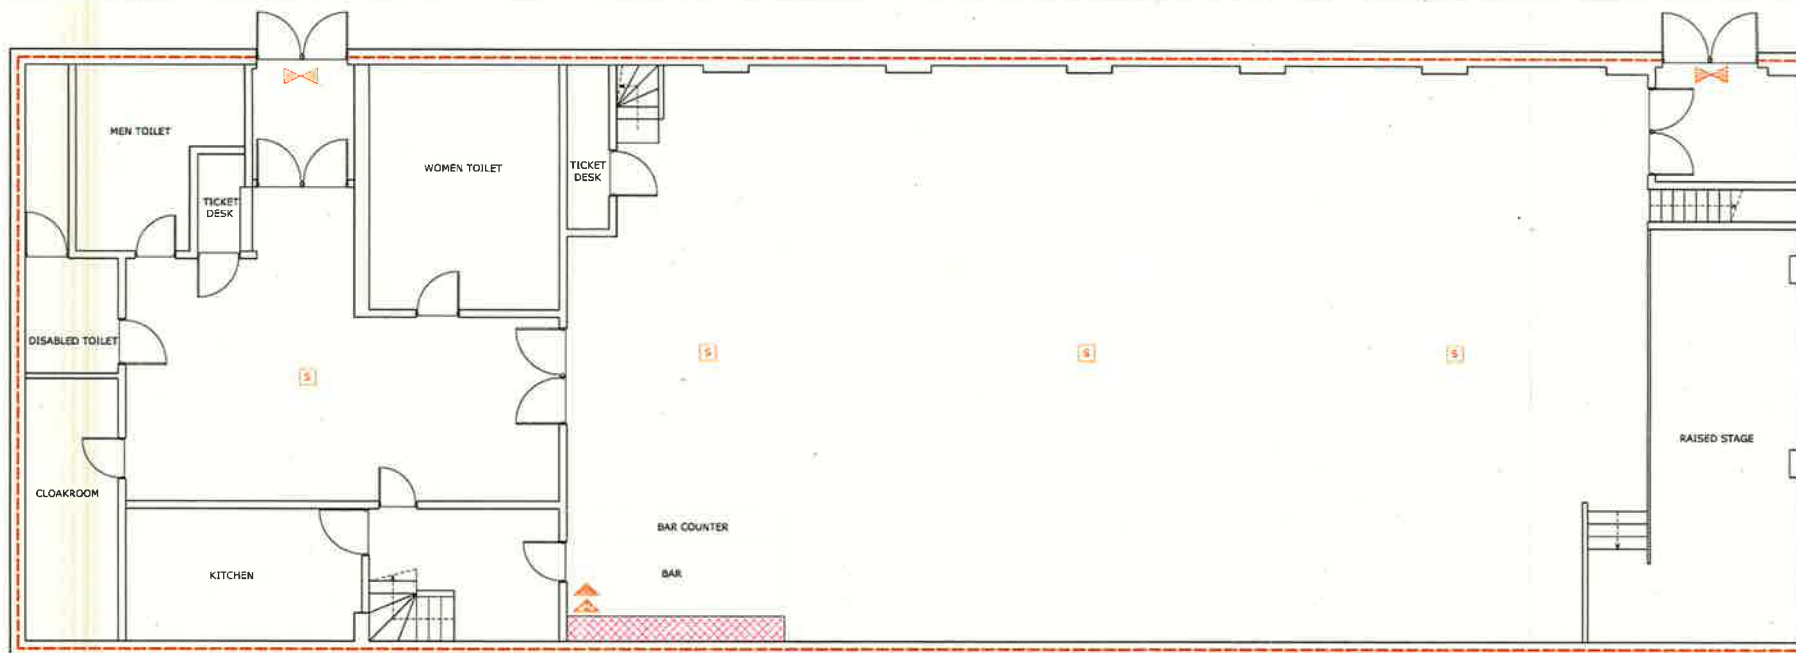 MEN TOILET
TICKET
DESK
WOMEN TOILET
TICKET
DESK
DISABLED TOILET
S
S
S
S
CLOAKROOM
KITCHEN
BAR COUNTER
BAR
RAISED STAGE